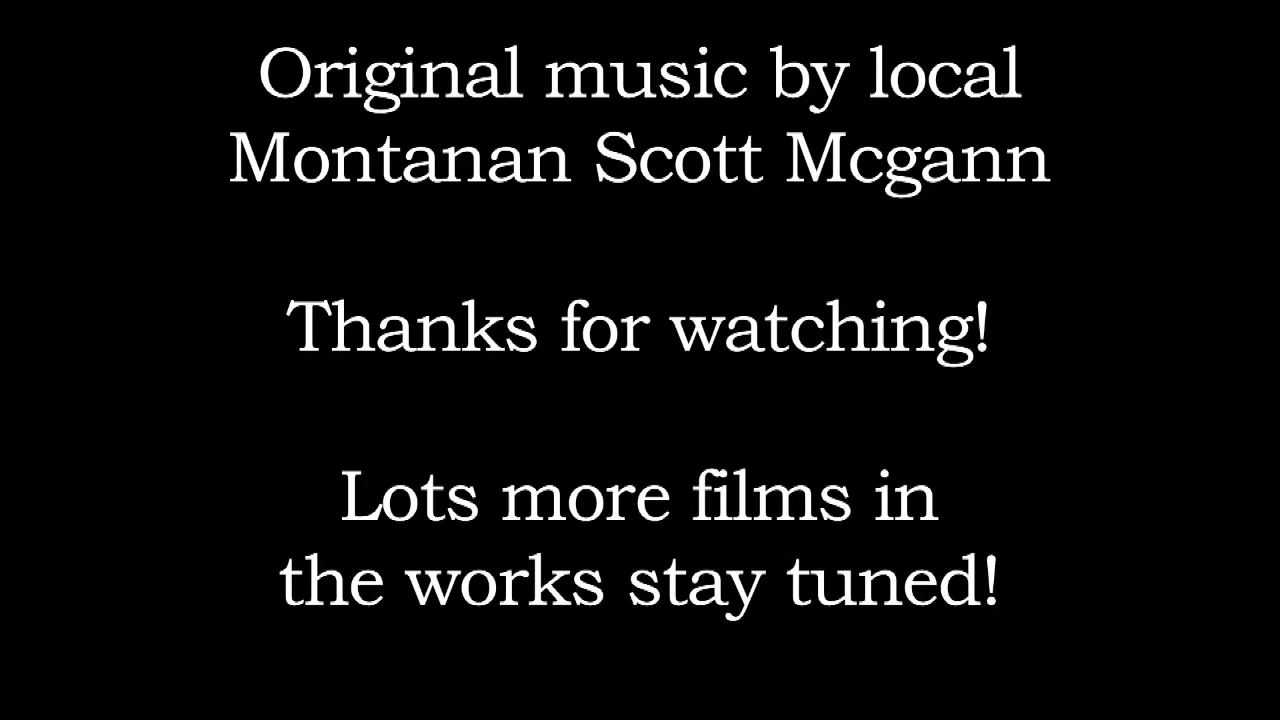 Original music by local
Montanan Scott Mcgann
Thanks for watching!
Lots more films in
the works stay tuned!